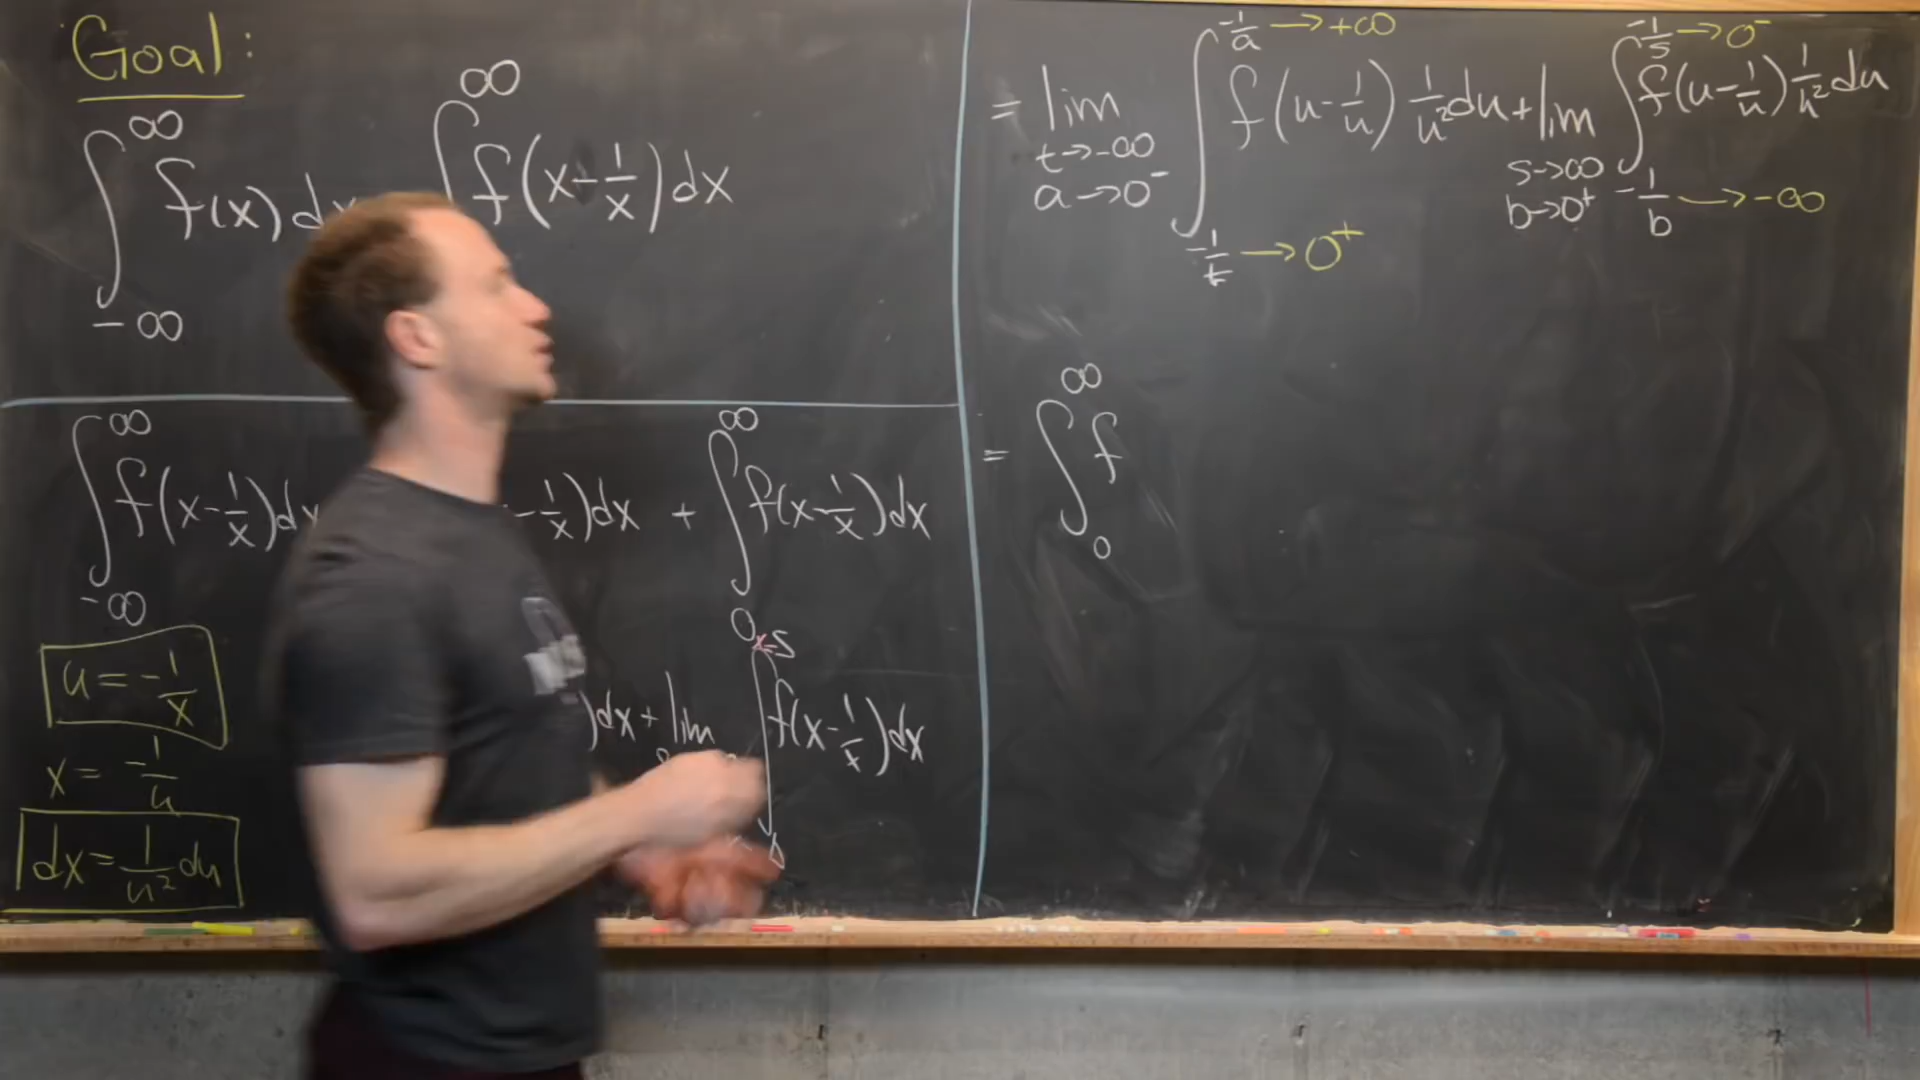 Goal:
∫_{-∞}^{∞} f(x)dx ∫^{∞} f(x-1/x)dx
∫_{-∞}^{∞} f(x-1/x)dx -1/x)dx + ∫_{0}^{∞} f(x-1/x)dx
u = -1/x
x = -1/u
dx = 1/u² du
)dx + lim ∫_{b}^{x=s} f(x-1/x)dx
= lim_{t→-∞, a→0⁻} ∫_{-1/t → 0⁺}^{-1/a → +∞} f(u-1/u) 1/u² du + lim_{s→∞, b→0⁺} ∫_{-1/b → -∞}^{-1/s → 0⁻} f(u-1/u) 1/u² du
= ∫_{0}^{∞} f